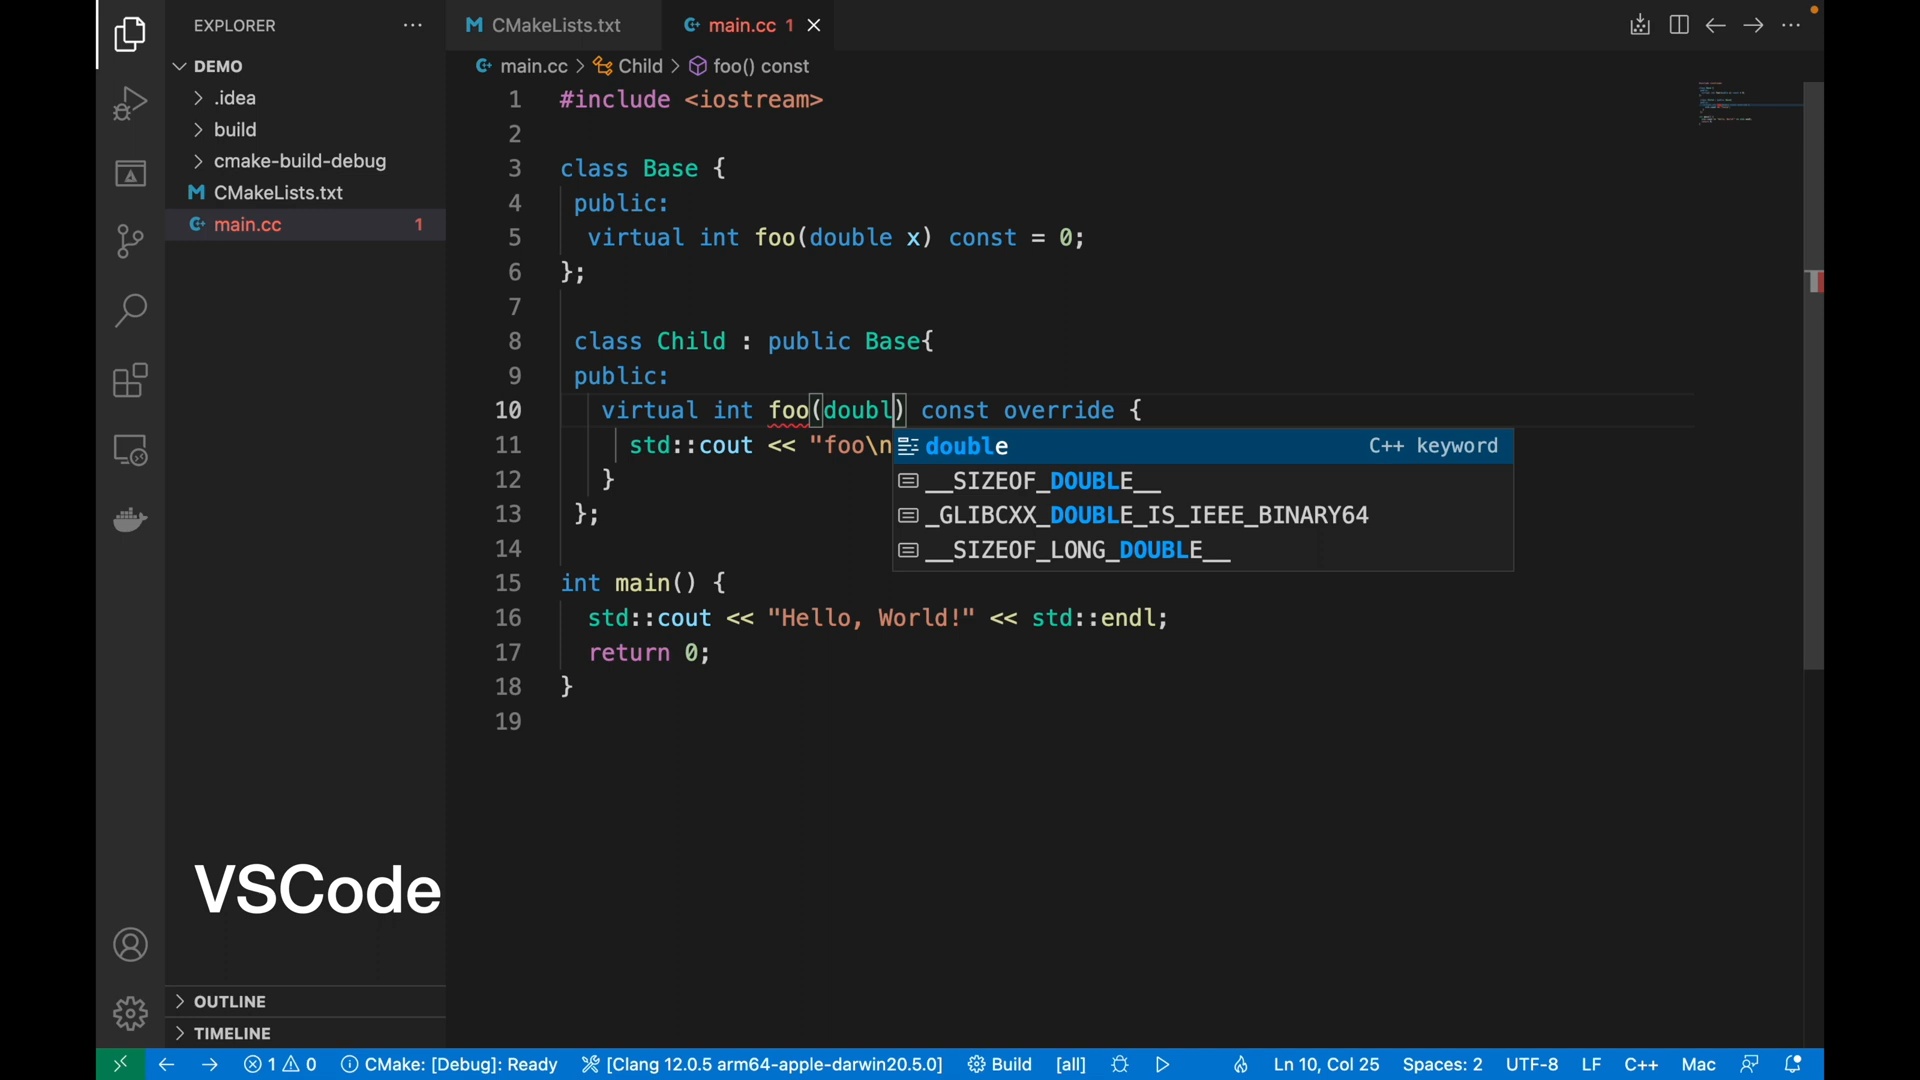 EXPLORER
DEMO
.idea
build
cmake-build-debug
CMakeLists.txt
main.cc 1
VSCode
OUTLINE
TIMELINE
CMakeLists.txt main.cc 1
main.cc > Child > foo() const
1 #include <iostream>
2
3 class Base {
4 public:
5 virtual int foo(double x) const = 0;
6 };
7
8 class Child : public Base{
9 public:
10 virtual int foo(doubl) const override {
11 std::cout << "foo\n
12 }
13 };
14
15 int main() {
16 std::cout << "Hello, World!" << std::endl;
17 return 0;
18 }
19
double C++ keyword
__SIZEOF_DOUBLE__
_GLIBCXX_DOUBLE_IS_IEEE_BINARY64
__SIZEOF_LONG_DOUBLE__
1 0 CMake: [Debug]: Ready [Clang 12.0.5 arm64-apple-darwin20.5.0] Build [all] Ln 10, Col 25 Spaces: 2 UTF-8 LF C++ Mac